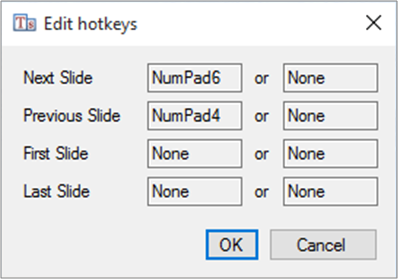 Ts Edit hotkeys
Next Slide NumPad6 or None
Previous Slide NumPad4 or None
First Slide None or None
Last Slide None or None
OK Cancel